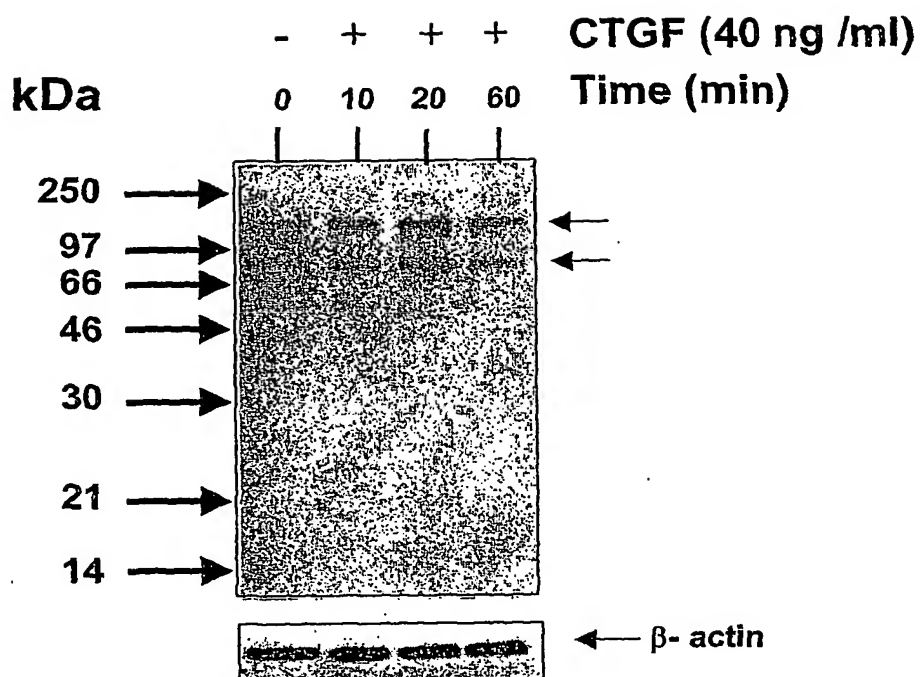 - + + + CTGF (40 ng /ml)
kDa 0 10 20 60 Time (min)
250
97
66
46
30
21
14
β- actin